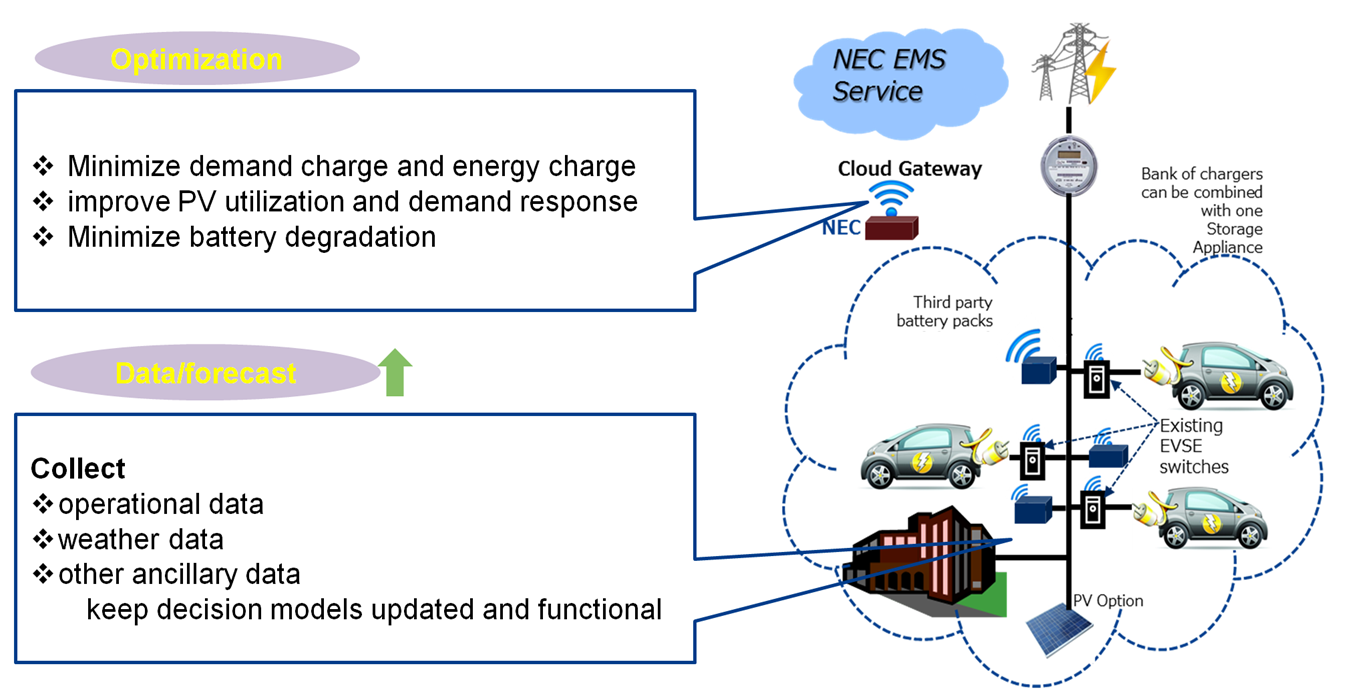 Optimization
❖ Minimize demand charge and energy charge
❖ improve PV utilization and demand response
❖ Minimize battery degradation
Data/forecast
Collect
❖operational data
❖weather data
❖other ancillary data
keep decision models updated and functional
NEC EMS
Service
Cloud Gateway
NEC
Bank of chargers
can be combined
with one
Storage
Appliance
Third party
battery packs
Existing
EVSE
switches
PV Option